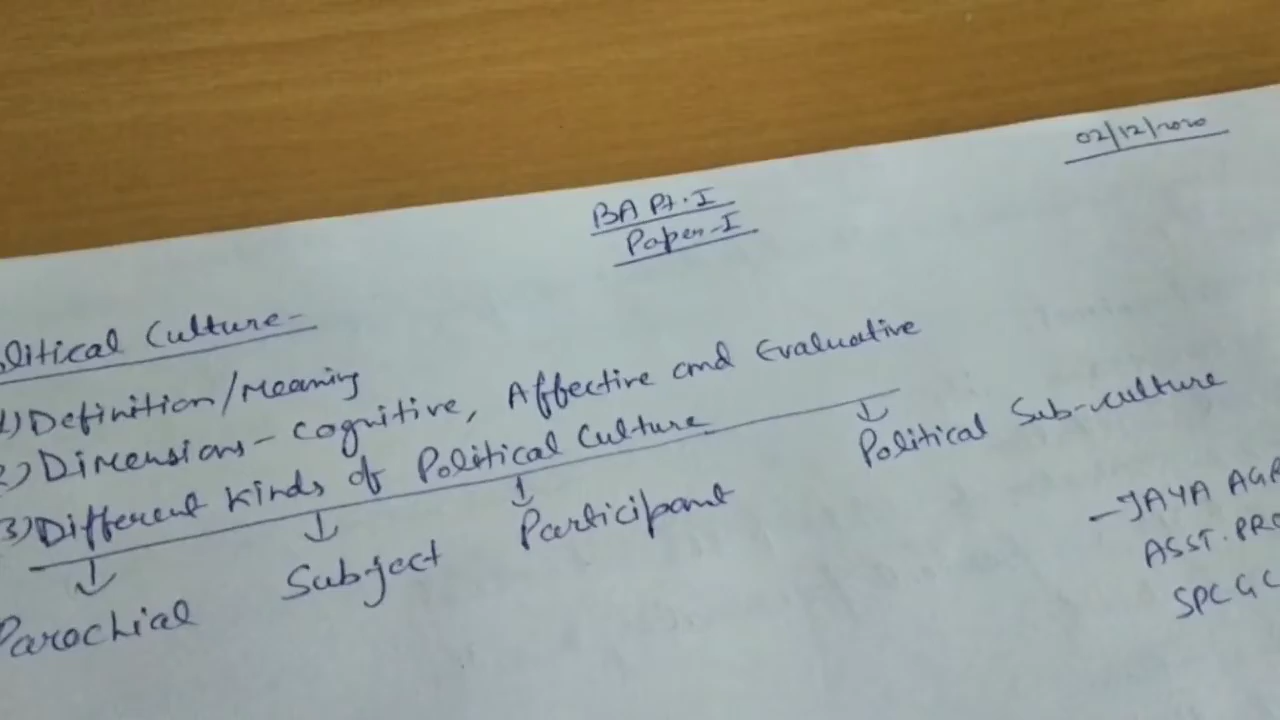 02/12/2020
BA Pt. I
Paper-I
olitical Culture-
1) Definition/Meaning
2) Dimensions - Cognitive, Affective and Evaluative
3) Different Kinds of Political Culture
Parochial Subject Participant Political Sub-culture
- JAYA AGR
ASST. PRO
SPCGC